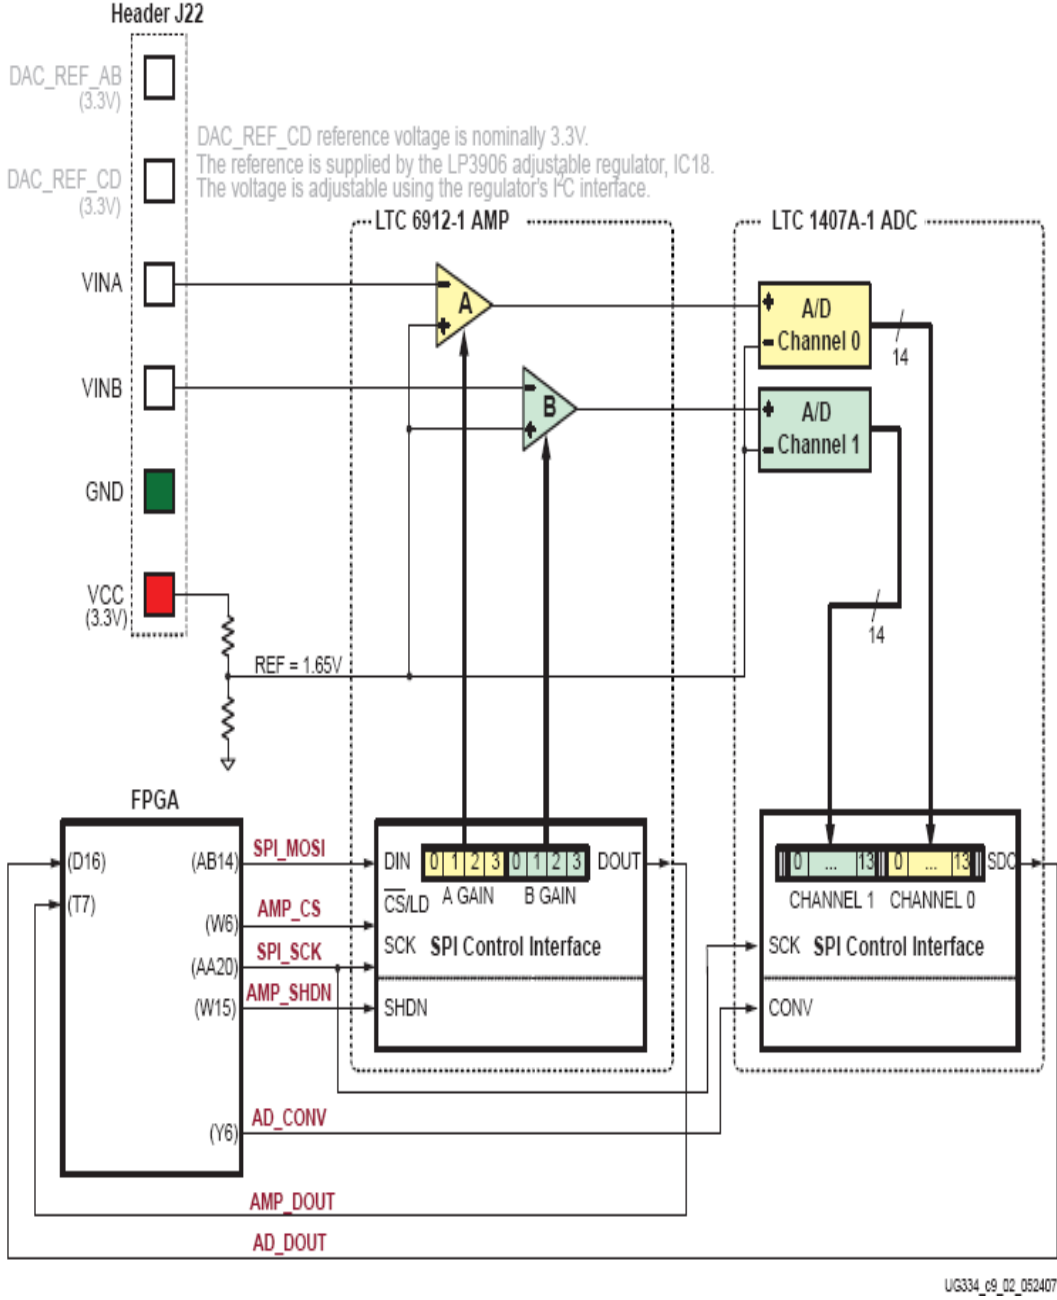 Header J22
DAC_REF_AB
(3.3V)
DAC_REF_CD reference voltage is nominally 3.3V.
The reference is supplied by the LP3906 adjustable regulator, IC18.
The voltage is adjustable using the regulator's I2C interface.
DAC_REF_CD
(3.3V)
LTC 6912-1 AMP
LTC 1407A-1 ADC
VINA
A
A/D
Channel 0
14
VINB
B
A/D
Channel 1
GND
VCC
(3.3V)
14
REF = 1.65V
FPGA
(D16)
(T7)
(AB14)
(W6)
(AA20)
(W15)
(Y6)
SPI_MOSI
AMP_CS
SPI_SCK
AMP_SHDN
AD_CONV
AMP_DOUT
AD_DOUT
DIN
0 1 2 3 0 1 2 3
DOUT
CS/LD
A GAIN
B GAIN
SCK SPI Control Interface
SHDN
0 ... 13 0 ... 13
SDO
CHANNEL 1 CHANNEL 0
SCK SPI Control Interface
CONV
UG334_c9_02_052407